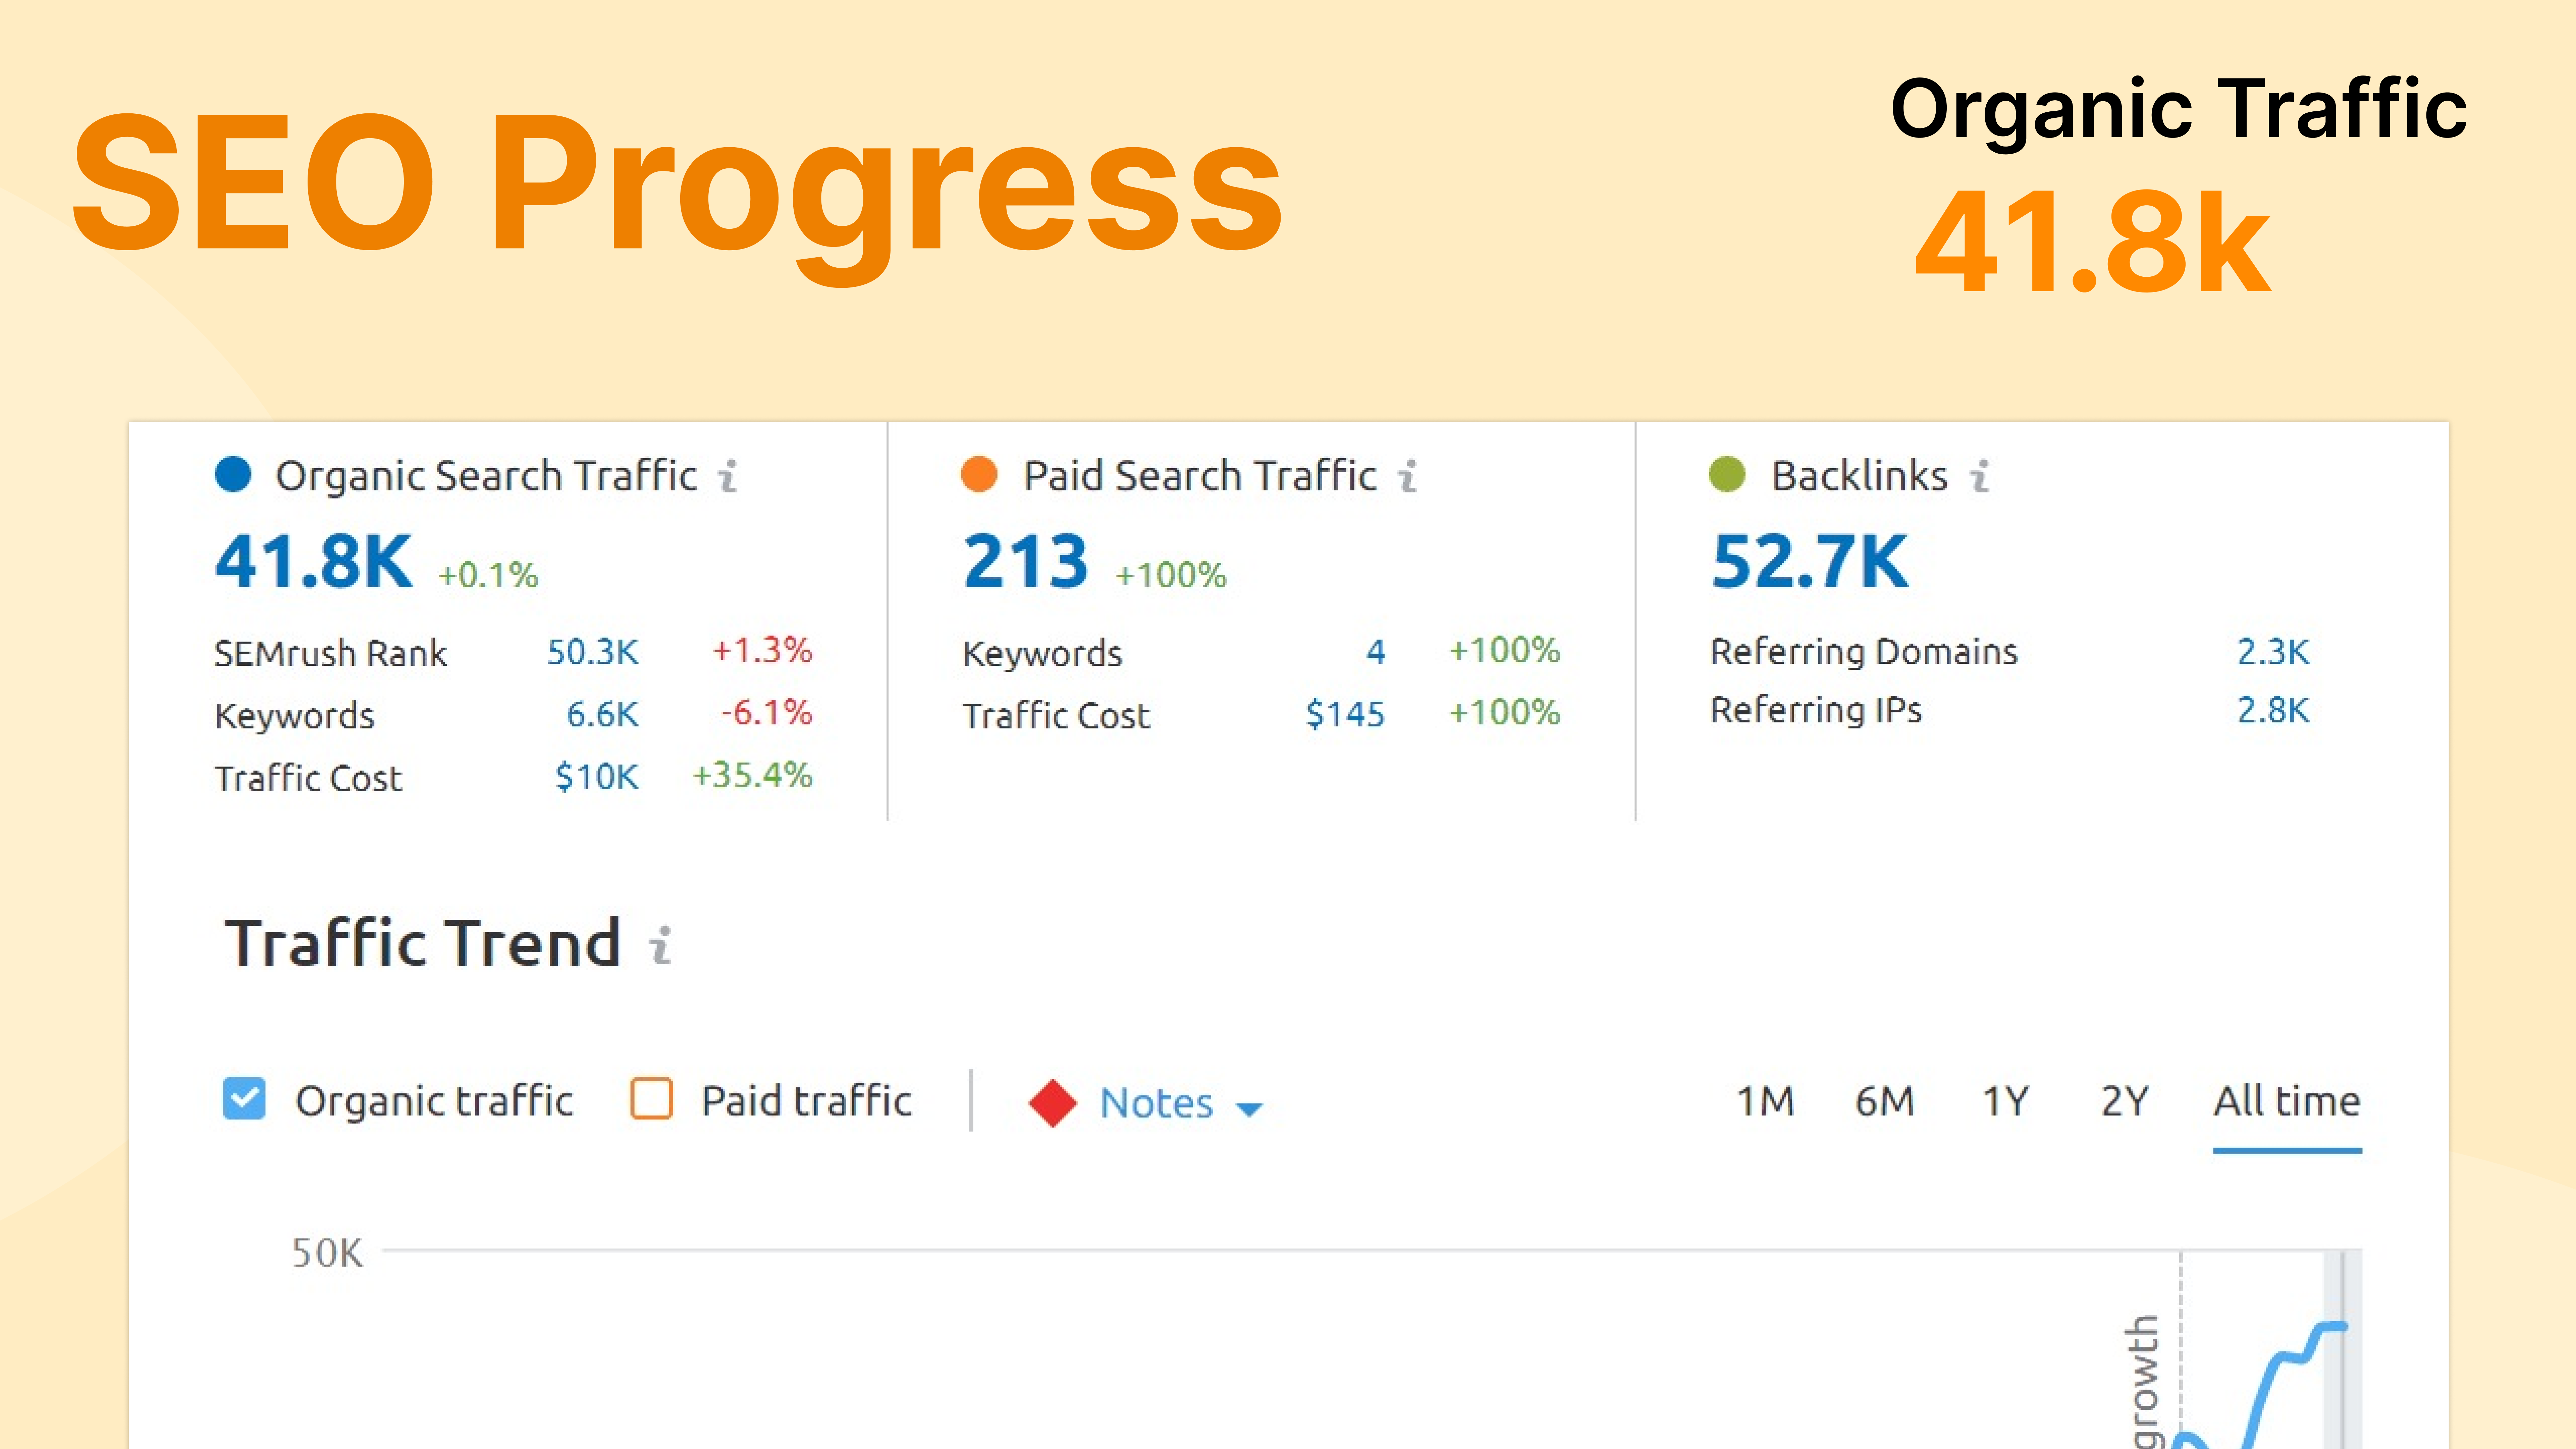 SEO Progress
Organic Traffic
41.8k
Organic Search Traffic i
41.8K +0.1%
SEMrush Rank 50.3K +1.3%
Keywords 6.6K -6.1%
Traffic Cost $10K +35.4%
Paid Search Traffic i
213 +100%
Keywords 4 +100%
Traffic Cost $145 +100%
Backlinks i
52.7K
Referring Domains 2.3K
Referring IPs 2.8K
Traffic Trend i
Organic traffic Paid traffic Notes 1M 6M 1Y 2Y All time
50K
growth